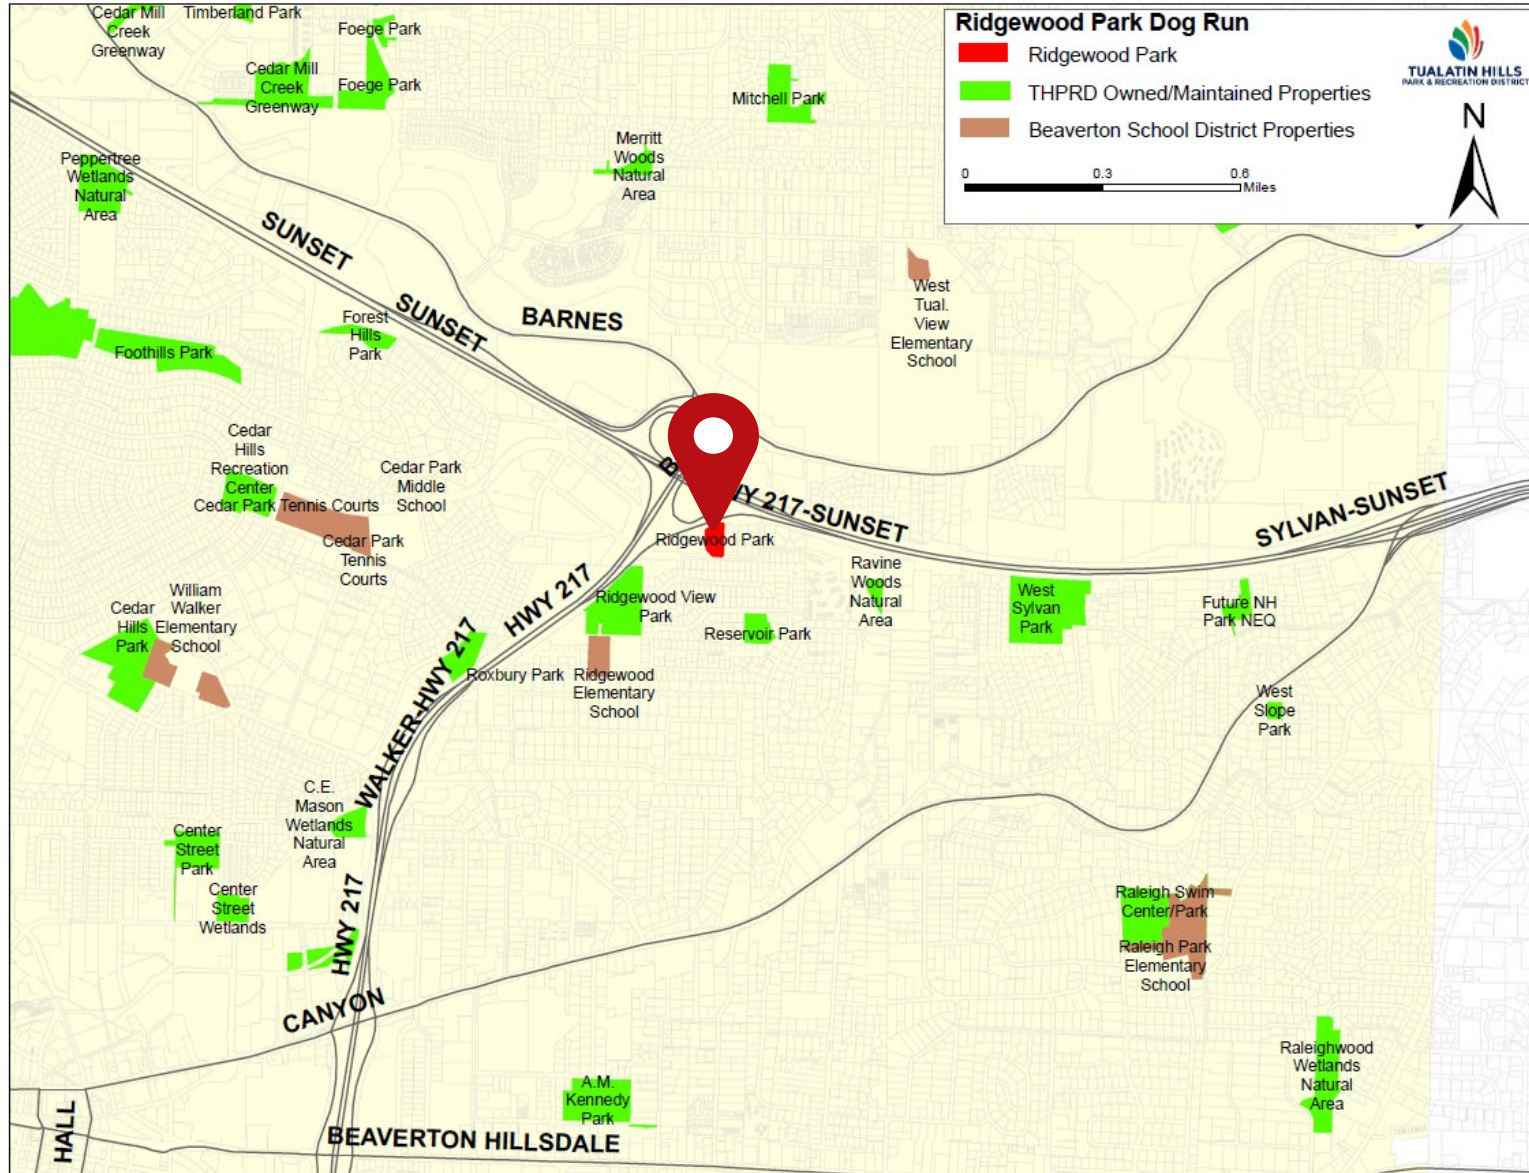 Cedar Mill
Creek
Greenway
Timberland Park
Foege Park
Cedar Mill
Creek
Greenway
Foege Park
Mitchell Park
Ridgewood Park Dog Run
Ridgewood Park
THPRD Owned/Maintained Properties
Beaverton School District Properties
0 0.3 0.6
Miles
TUALATIN HILLS
PARK & RECREATION DISTRICT
N
Merritt
Woods
Natural
Area
Peppertree
Wetlands
Natural
Area
SUNSET
SUNSET
BARNES
West
Tual.
View
Elementary
School
Forest
Hills
Park
Foothills Park
Cedar
Hills
Recreation
Center
Cedar Park Tennis Courts
Cedar Park
Middle
School
Cedar Park
Tennis
Courts
217-SUNSET
SYLVAN-SUNSET
Ridgewood Park
HWY 217
Ridgewood View
Park
Reservoir Park
Ravine
Woods
Natural
Area
West
Sylvan
Park
Future NH
Park NEQ
William
Walker
Elementary
School
Cedar
Hills
Park
WALKER-HWY 217
Roxbury Park
Ridgewood
Elementary
School
West
Slope
Park
C.E.
Mason
Wetlands
Natural
Area
Center
Street
Park
Center
Street
Wetlands
HWY 217
CANYON
Raleigh Swim
Center/Park
Raleigh Park
Elementary
School
Raleighwood
Wetlands
Natural
Area
A.M.
Kennedy
Park
HALL
BEAVERTON HILLSDALE